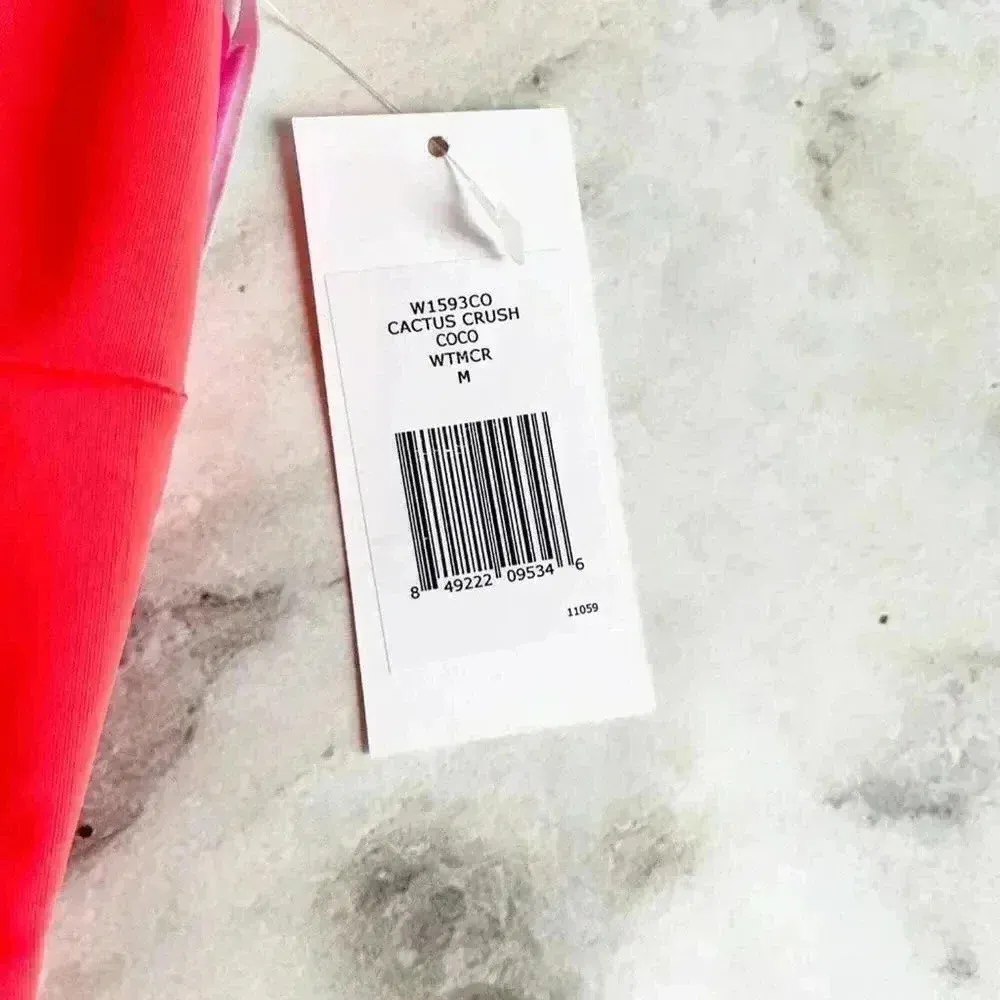 W1593CO
CACTUS CRUSH
COCO
WTMCR
M
8 49222 09534 6
11059